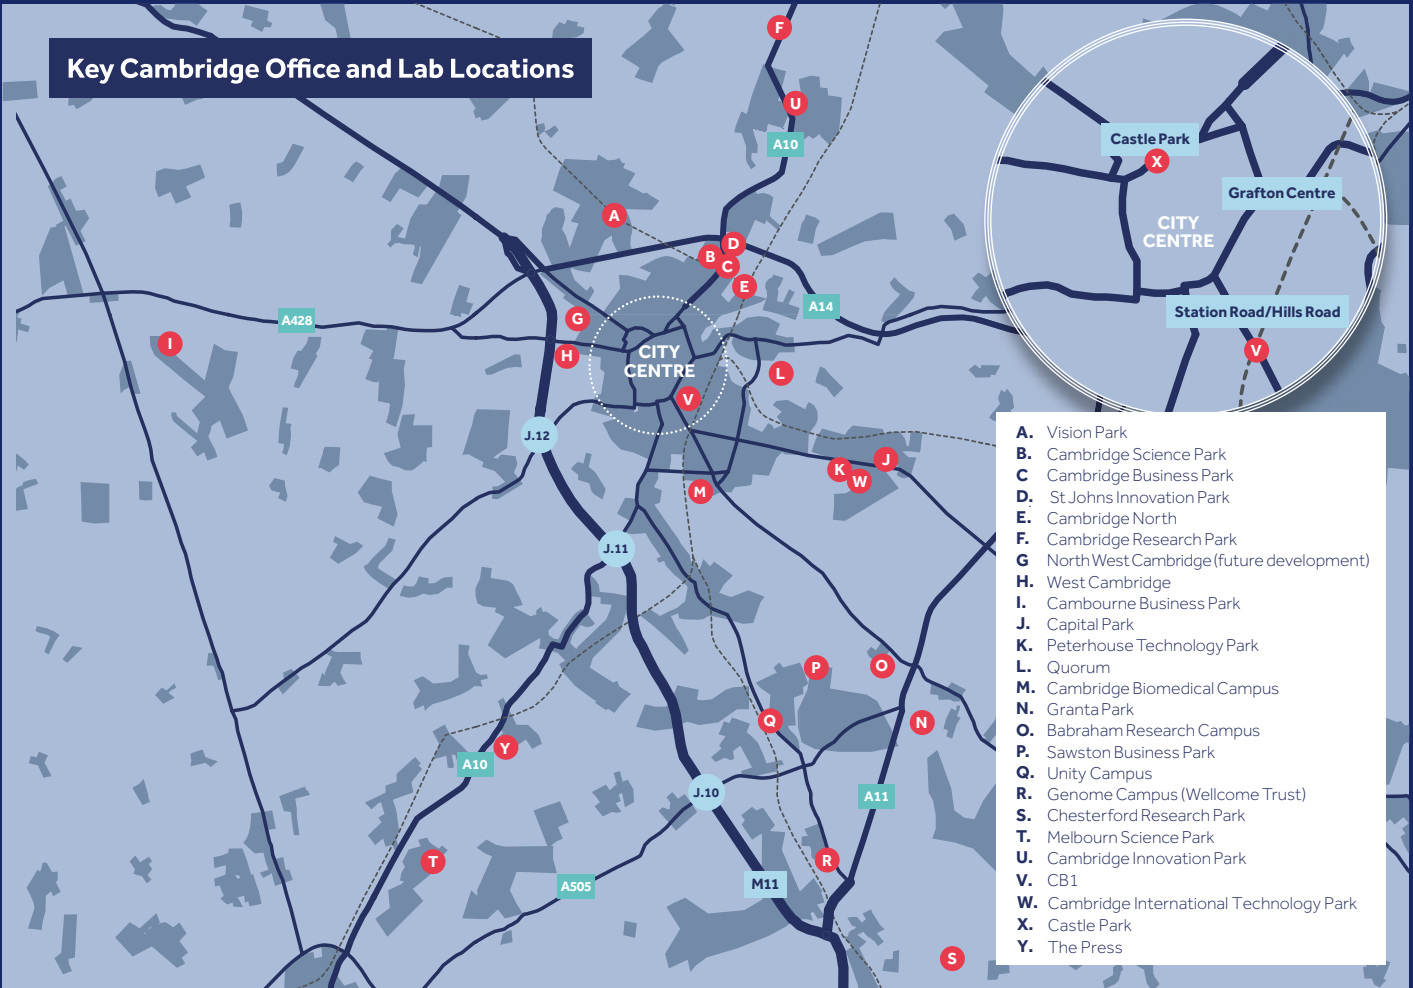 Key Cambridge Office and Lab Locations
F
U
A10
A
D
B
C
E
A14
A428
G
I
H
CITY
CENTRE
L
V
J.12
J
K
W
M
J.11
P
O
Q
N
Y
A10
J.10
A11
T
R
A505
M11
S
Castle Park
X
Grafton Centre
CITY
CENTRE
Station Road/Hills Road
V
A. Vision Park
B. Cambridge Science Park
C Cambridge Business Park
D. St Johns Innovation Park
E. Cambridge North
F. Cambridge Research Park
G North West Cambridge (future development)
H. West Cambridge
I. Cambourne Business Park
J. Capital Park
K. Peterhouse Technology Park
L. Quorum
M. Cambridge Biomedical Campus
N. Granta Park
O. Babraham Research Campus
P. Sawston Business Park
Q. Unity Campus
R. Genome Campus (Wellcome Trust)
S. Chesterford Research Park
T. Melbourn Science Park
U. Cambridge Innovation Park
V. CB1
W. Cambridge International Technology Park
X. Castle Park
Y. The Press